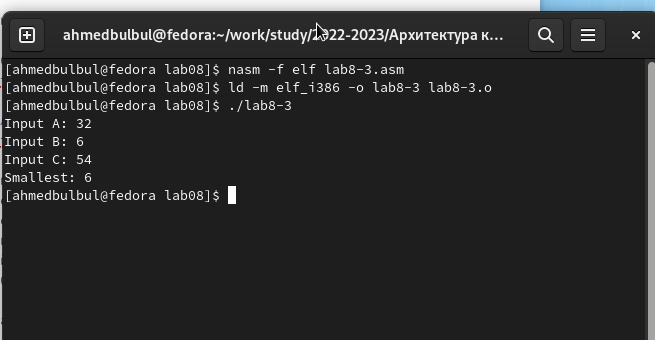 ahmedbulbul@fedora:~/work/study/2022-2023/Архитектура к...
[ahmedbulbul@fedora lab08]$ nasm -f elf lab8-3.asm
[ahmedbulbul@fedora lab08]$ ld -m elf_i386 -o lab8-3 lab8-3.o
[ahmedbulbul@fedora lab08]$ ./lab8-3
Input A: 32
Input B: 6
Input C: 54
Smallest: 6
[ahmedbulbul@fedora lab08]$